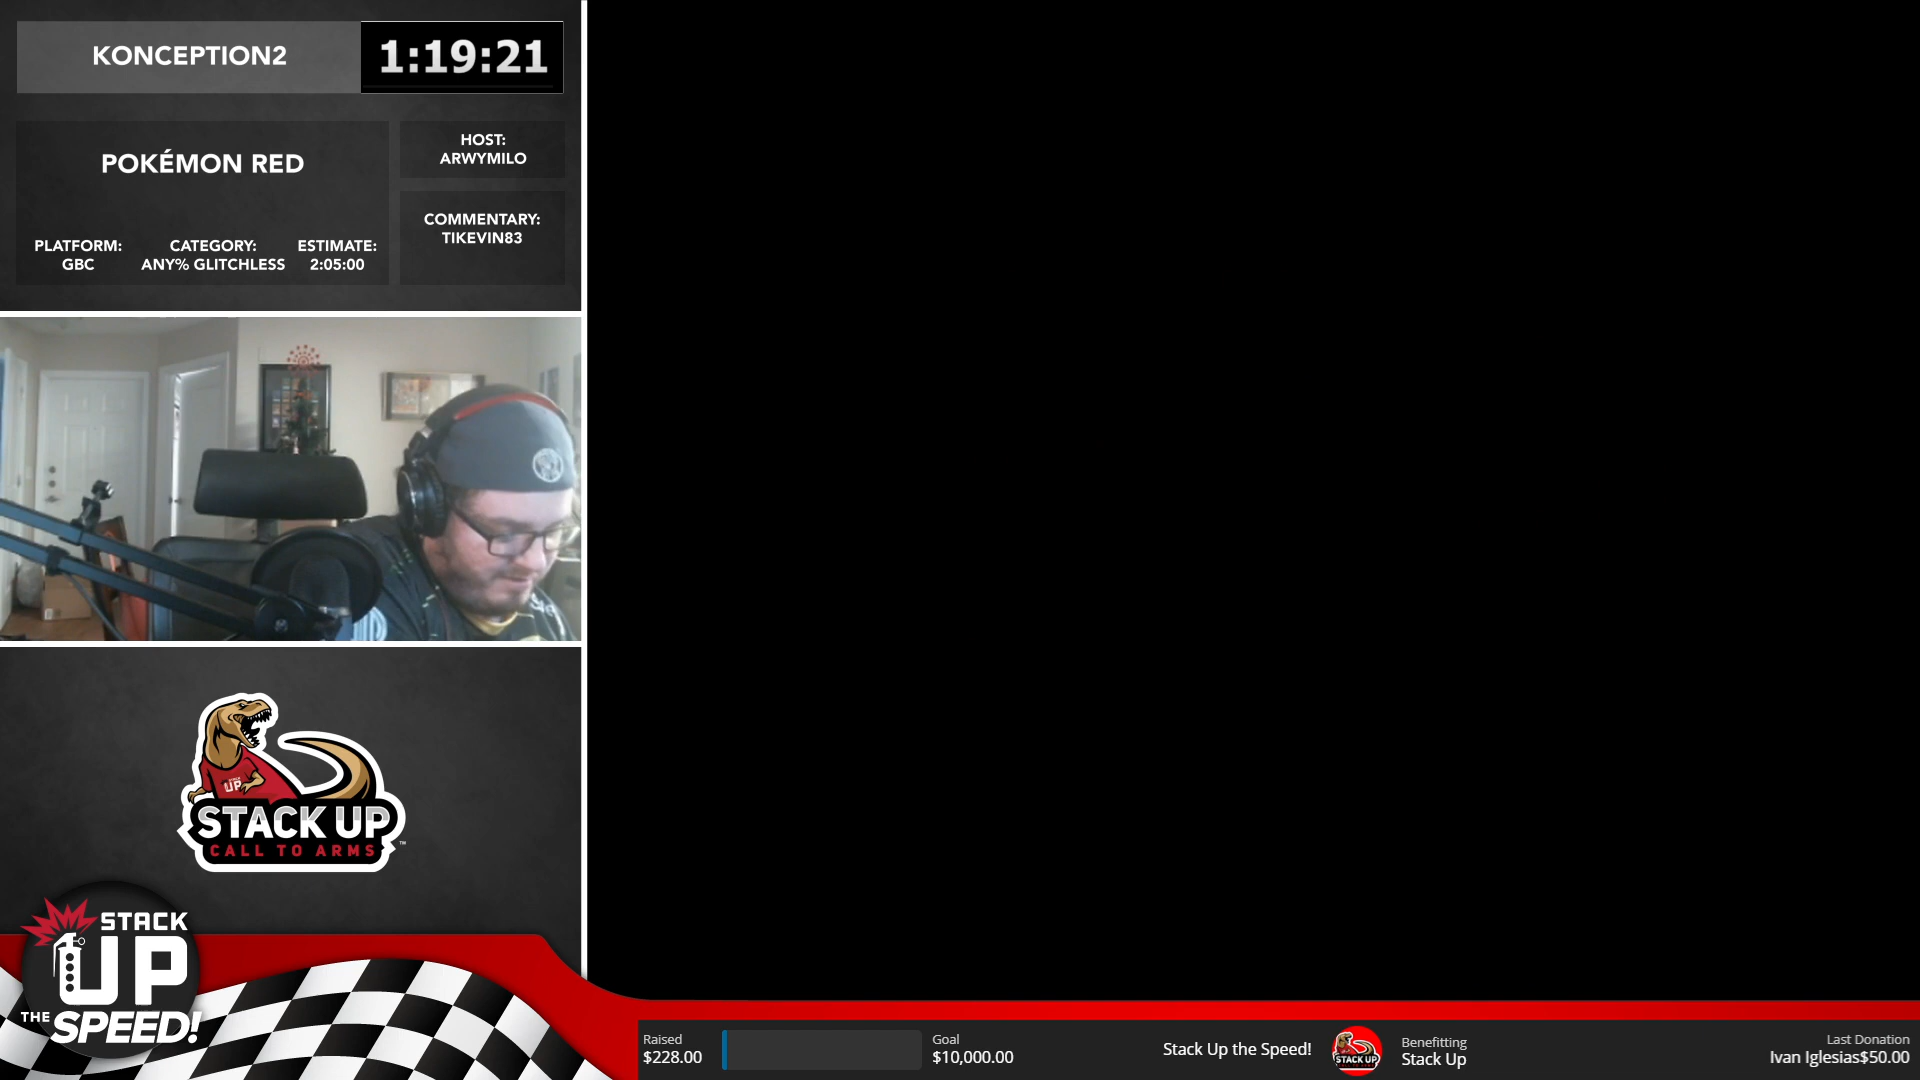 KONCEPTION2
1:19:21
POKÉMON RED
PLATFORM:
GBC
CATEGORY:
ANY% GLITCHLESS
ESTIMATE:
2:05:00
HOST:
ARWYMILO
COMMENTARY:
TIKEVIN83
UP
STACK UP
CALL TO ARMS
STACK
UP
THE SPEED!
Raised
$228.00
Goal
$10,000.00
Stack Up the Speed!
STACK UP
Benefitting
Stack Up
Last Donation
Ivan Iglesias$50.00